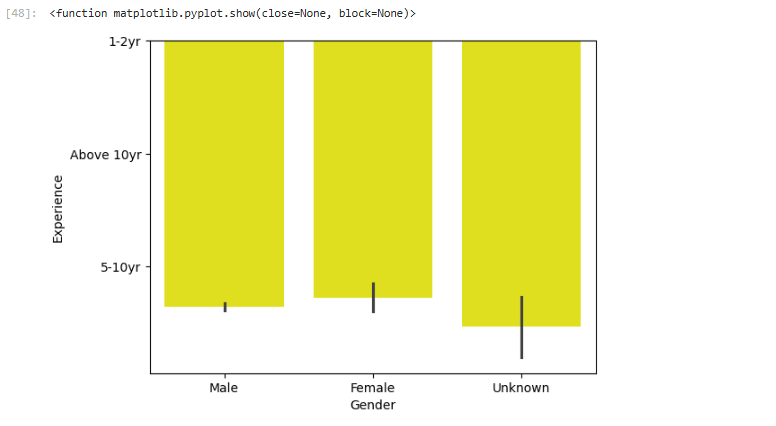 [48]: <function matplotlib.pyplot.show(close=None, block=None)>
1-2yr
Above 10yr
5-10yr
Experience
Male Female Unknown
Gender